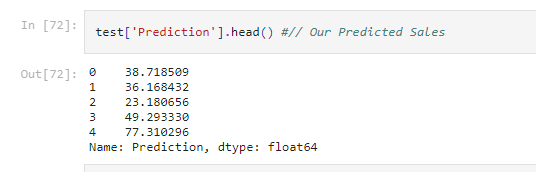 In [72]: test['Prediction'].head() #// Our Predicted Sales
Out[72]: 0    38.718509
1    36.168432
2    23.180656
3    49.293330
4    77.310296
Name: Prediction, dtype: float64